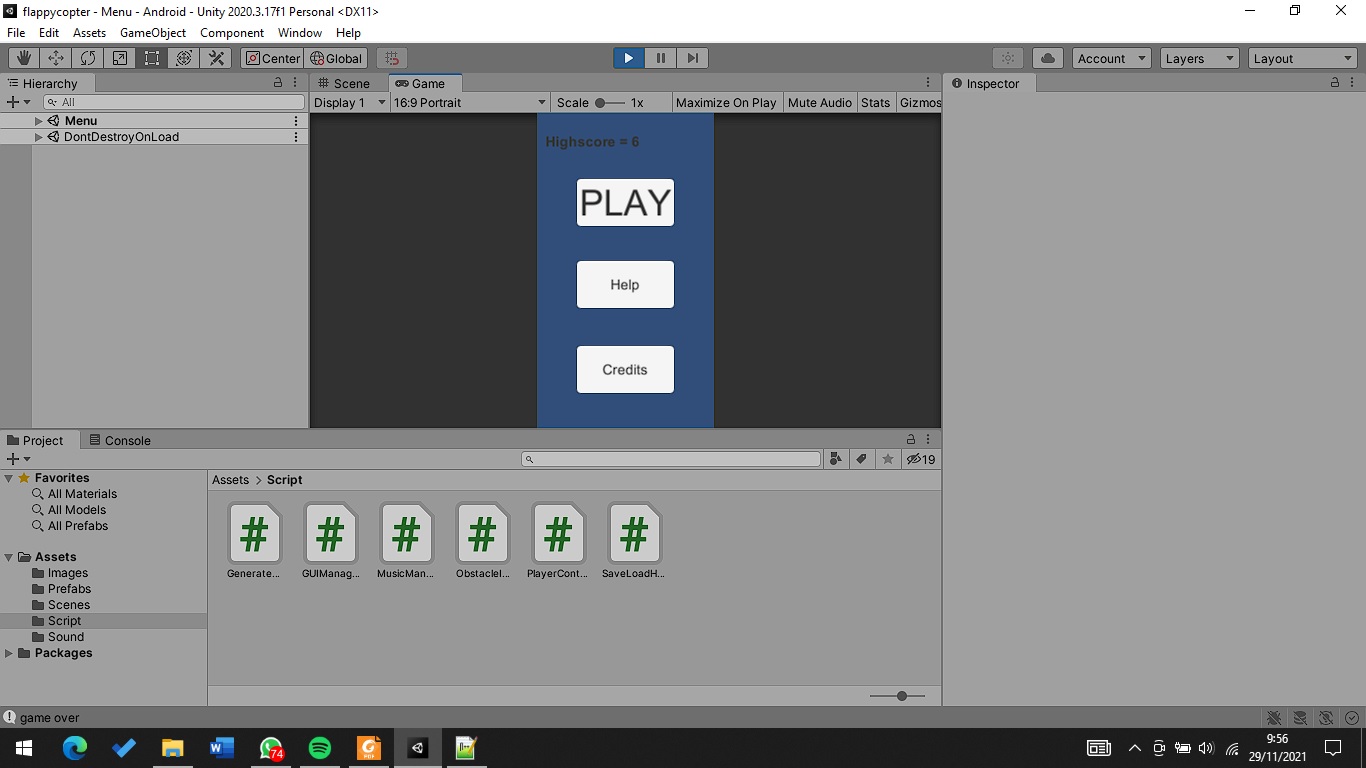 flappycopter - Menu - Android - Unity 2020.3.17f1 Personal <DX11>
File Edit Assets GameObject Component Window Help
Center Global Account Layers Layout
Hierarchy Scene Game Inspector
All Display 1 16:9 Portrait Scale 1x Maximize On Play Mute Audio Stats Gizmos
Menu
DontDestroyOnLoad
Highscore = 6
PLAY
Help
Credits
Project Console
19
Favorites
All Materials
All Models
All Prefabs
Assets
Images
Prefabs
Scenes
Script
Sound
Packages
Assets > Script
Generate... GUIManag... MusicMan... ObstacleI... PlayerCont... SaveLoadH...
game over
74
PDF
9:56
29/11/2021